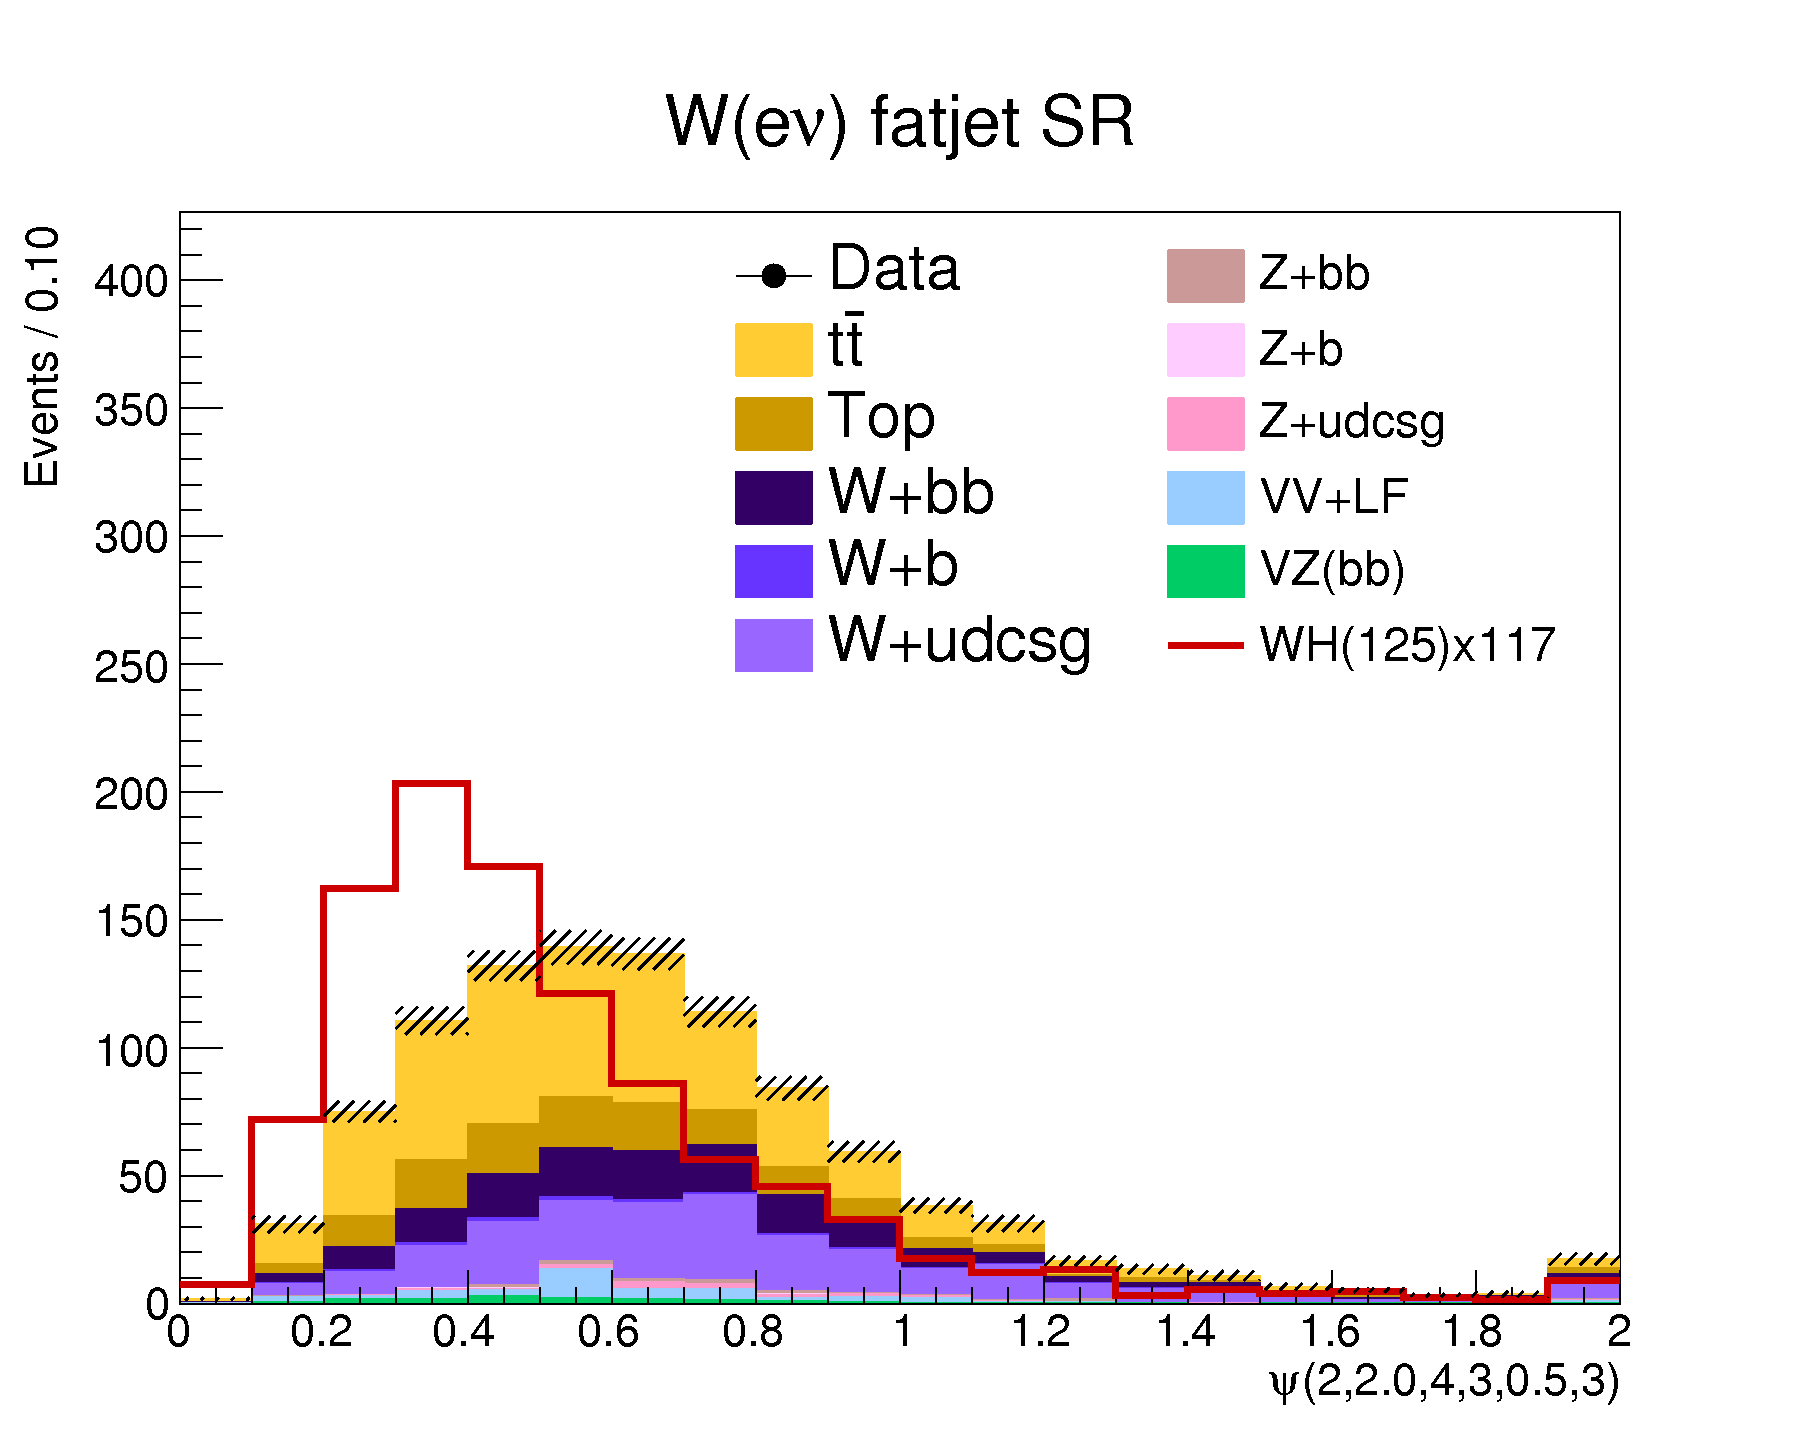 W(eν) fatjet SR
Events / 0.10
400
350
300
250
200
150
100
50
0
Data
tt̄
Top
W+bb
W+b
W+udcsg
Z+bb
Z+b
Z+udcsg
VV+LF
VZ(bb)
WH(125)x117
0 0.2 0.4 0.6 0.8 1 1.2 1.4 1.6 1.8 2
ψ(2,2.0,4,3,0.5,3)